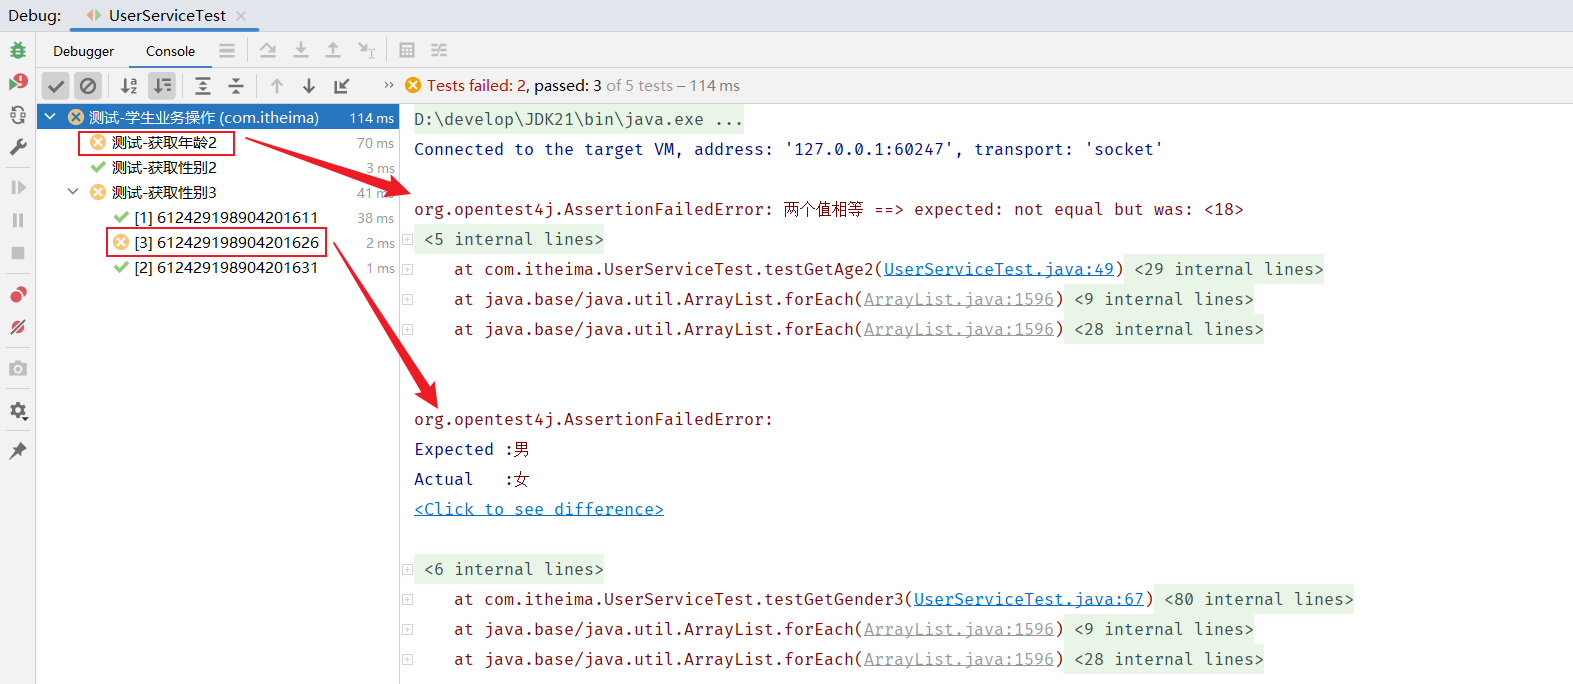 Debug: UserServiceTest
Debugger Console
Tests failed: 2, passed: 3 of 5 tests – 114 ms
测试-学生业务操作 (com.itheima) 114 ms
测试-获取年龄2 70 ms
测试-获取性别2 3 ms
测试-获取性别3 41 ms
[1] 612429198904201611 38 ms
[3] 612429198904201626 2 ms
[2] 612429198904201631 1 ms
D:\develop\JDK21\bin\java.exe ...
Connected to the target VM, address: '127.0.0.1:60247', transport: 'socket'
org.opentest4j.AssertionFailedError: 两个值相等 ==> expected: not equal but was: <18>
<5 internal lines>
at com.itheima.UserServiceTest.testGetAge2(UserServiceTest.java:49) <29 internal lines>
at java.base/java.util.ArrayList.forEach(ArrayList.java:1596) <9 internal lines>
at java.base/java.util.ArrayList.forEach(ArrayList.java:1596) <28 internal lines>
org.opentest4j.AssertionFailedError:
Expected :男
Actual :女
<Click to see difference>
<6 internal lines>
at com.itheima.UserServiceTest.testGetGender3(UserServiceTest.java:67) <80 internal lines>
at java.base/java.util.ArrayList.forEach(ArrayList.java:1596) <9 internal lines>
at java.base/java.util.ArrayList.forEach(ArrayList.java:1596) <28 internal lines>